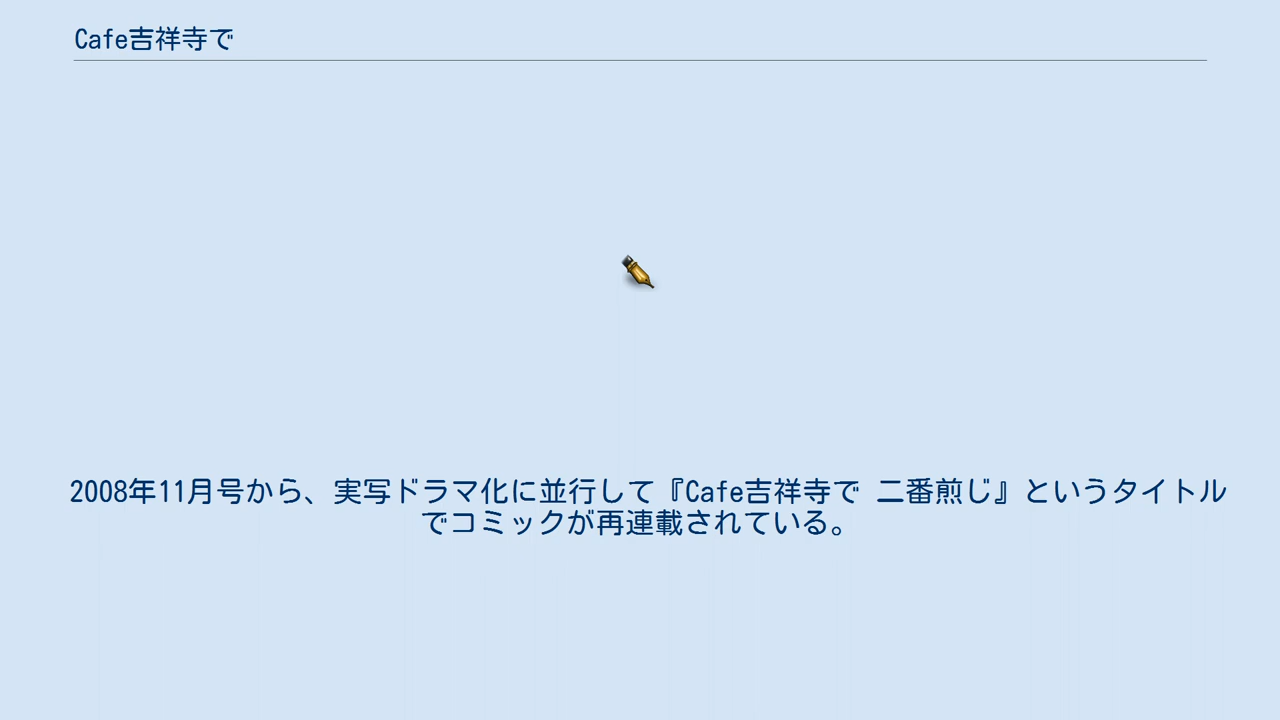 Cafe吉祥寺で
2008年11月号から、実写ドラマ化に並行して『Cafe吉祥寺で 二番煎じ』というタイトル
でコミックが再連載されている。